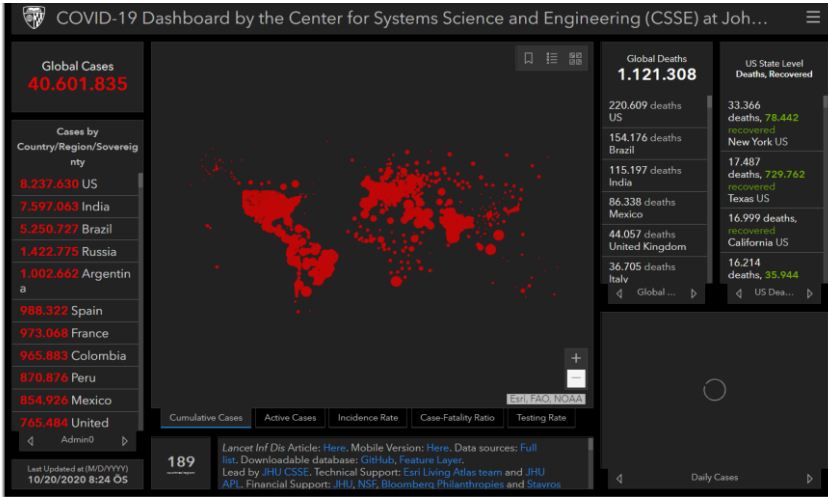 COVID-19 Dashboard by the Center for Systems Science and Engineering (CSSE) at Joh...
Global Cases
40.601.835
Cases by
Country/Region/Sovereig
nty
8.237.630 US
7.597.063 India
5.250.727 Brazil
1.422.775 Russia
1.002.662 Argentin
a
988.322 Spain
973.068 France
965.883 Colombia
870.876 Peru
854.926 Mexico
765.484 United
Admin0
Last Updated at (M/D/YYYY)
10/20/2020 8:24 ÖS
Esri, FAO, NOAA
Cumulative Cases
Active Cases
Incidence Rate
Case-Fatality Ratio
Testing Rate
189
Lancet Inf Dis Article: Here. Mobile Version: Here. Data sources: Full
list. Downloadable database: GitHub, Feature Layer.
Lead by JHU CSSE. Technical Support: Esri Living Atlas team and JHU
APL. Financial Support: JHU, NSF, Bloomberg Philanthropies and Stavros
Global Deaths
1.121.308
220.609 deaths
US
154.176 deaths
Brazil
115.197 deaths
India
86.338 deaths
Mexico
44.057 deaths
United Kingdom
36.705 deaths
Italy
Global ...
US State Level
Deaths, Recovered
33.366
deaths, 78.442
recovered
New York US
17.487
deaths, 729.762
recovered
Texas US
16.999 deaths,
recovered
California US
16.214
deaths, 35.944
US Dea...
Daily Cases